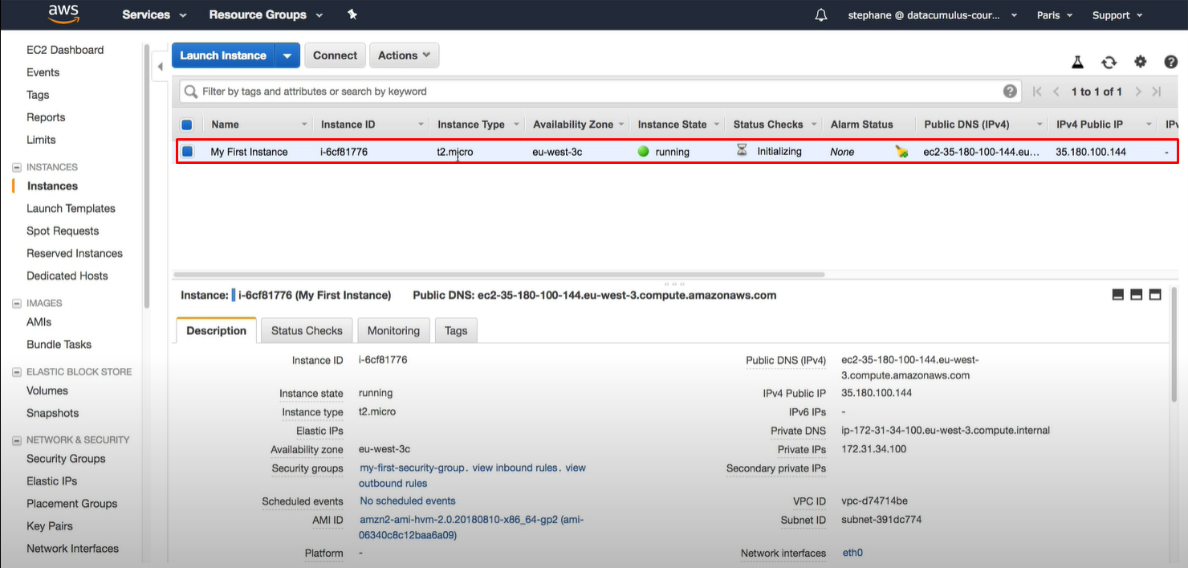 aws Services Resource Groups stephane @ datacumulus-cour... Paris Support
EC2 Dashboard
Events
Tags
Reports
Limits
INSTANCES
Instances
Launch Templates
Spot Requests
Reserved Instances
Dedicated Hosts
IMAGES
AMIs
Bundle Tasks
ELASTIC BLOCK STORE
Volumes
Snapshots
NETWORK & SECURITY
Security Groups
Elastic IPs
Placement Groups
Key Pairs
Network Interfaces
Launch Instance Connect Actions
Filter by tags and attributes or search by keyword 1 to 1 of 1
Name Instance ID Instance Type Availability Zone Instance State Status Checks Alarm Status Public DNS (IPv4) IPv4 Public IP IPv
My First Instance i-6cf81776 t2.micro eu-west-3c running Initializing None ec2-35-180-100-144.eu... 35.180.100.144 -
Instance: i-6cf81776 (My First Instance) Public DNS: ec2-35-180-100-144.eu-west-3.compute.amazonaws.com
Description Status Checks Monitoring Tags
Instance ID i-6cf81776
Instance state running
Instance type t2.micro
Elastic IPs
Availability zone eu-west-3c
Security groups my-first-security-group. view inbound rules. view
outbound rules
Scheduled events No scheduled events
AMI ID amzn2-ami-hvm-2.0.20180810-x86_64-gp2 (ami-
06340c8c12baa6a09)
Platform -
Public DNS (IPv4) ec2-35-180-100-144.eu-west-
3.compute.amazonaws.com
IPv4 Public IP 35.180.100.144
IPv6 IPs -
Private DNS ip-172-31-34-100.eu-west-3.compute.internal
Private IPs 172.31.34.100
Secondary private IPs
VPC ID vpc-d74714be
Subnet ID subnet-391dc774
Network interfaces eth0